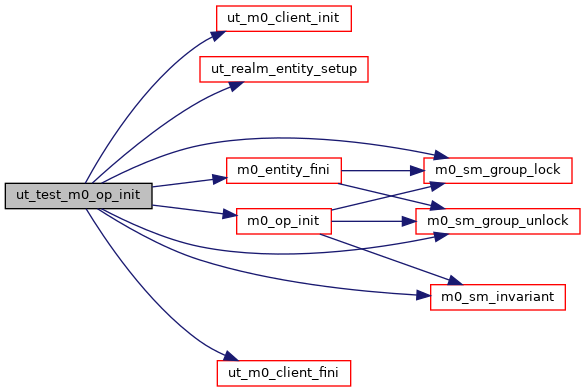 ut_m0_client_init
ut_realm_entity_setup
m0_entity_fini
m0_sm_group_lock
ut_test_m0_op_init
m0_op_init
m0_sm_group_unlock
m0_sm_invariant
ut_m0_client_fini